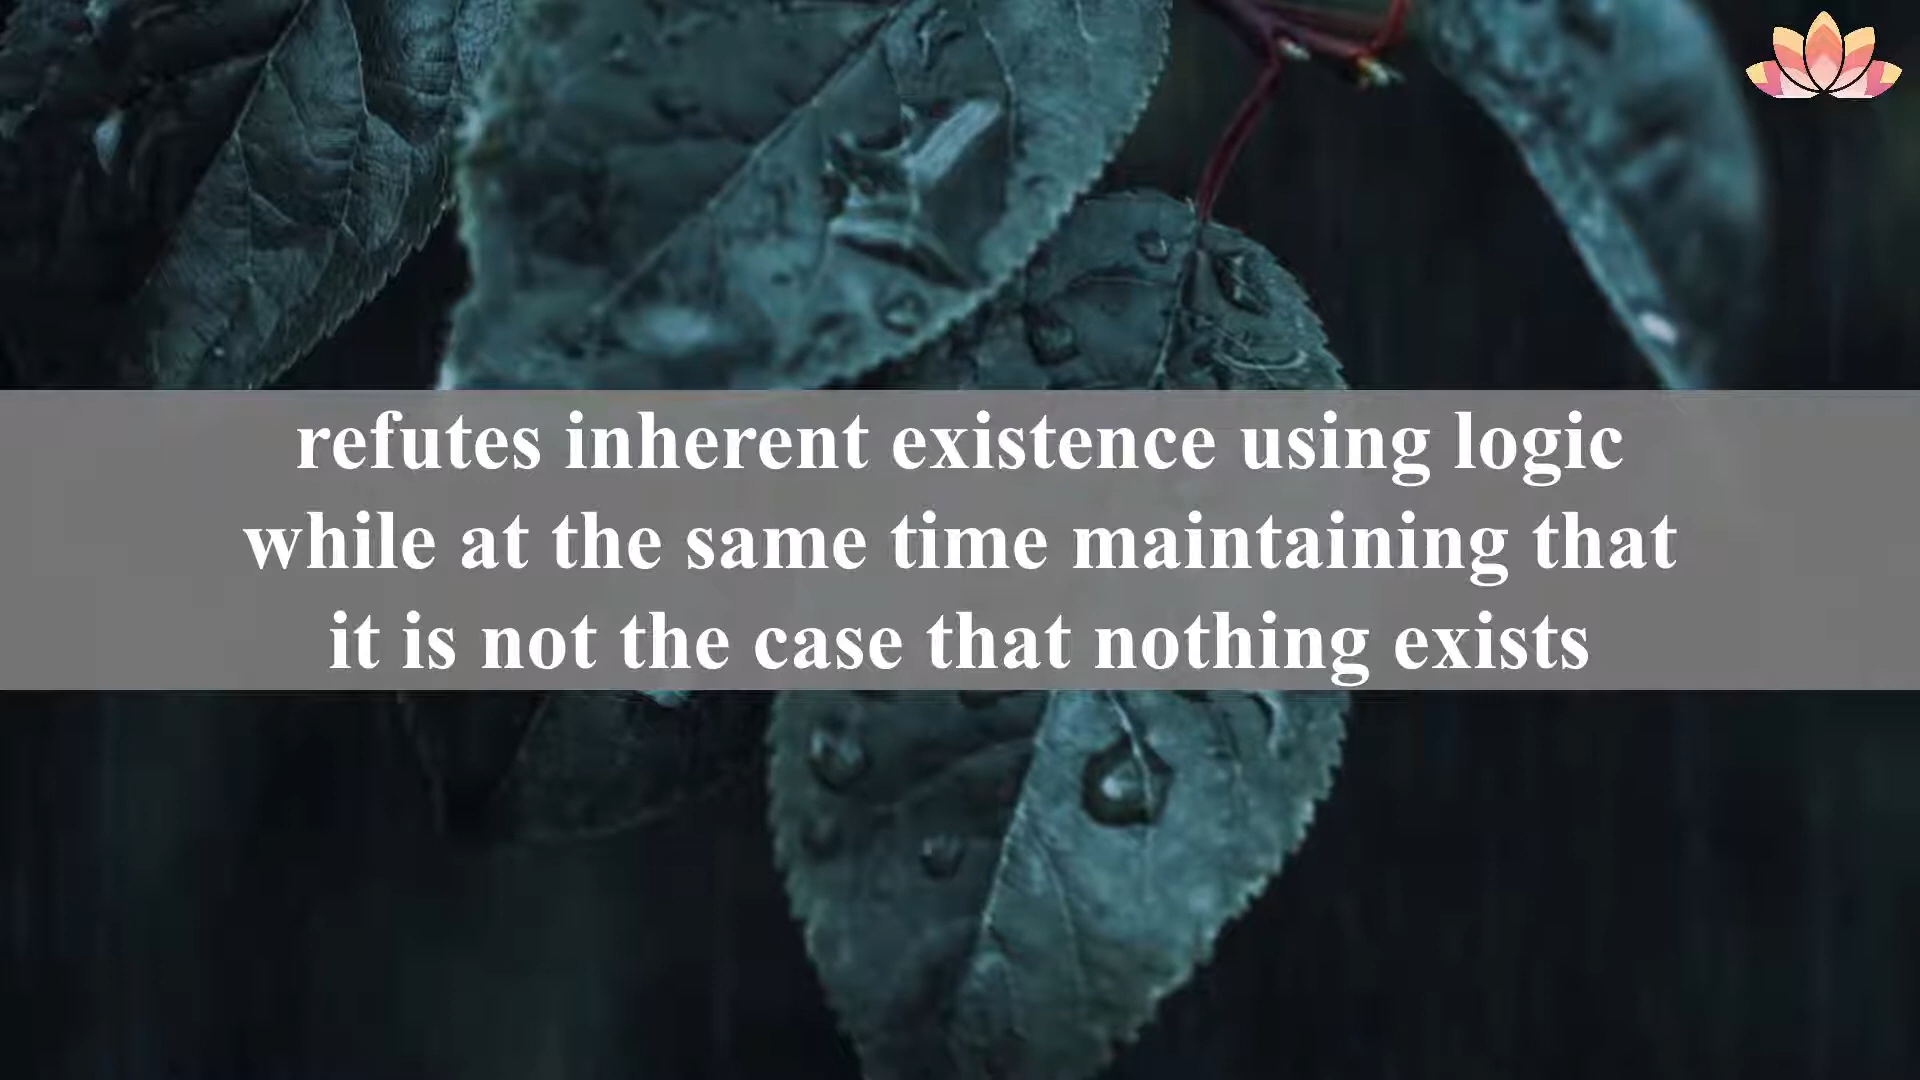 refutes inherent existence using logic
while at the same time maintaining that
it is not the case that nothing exists